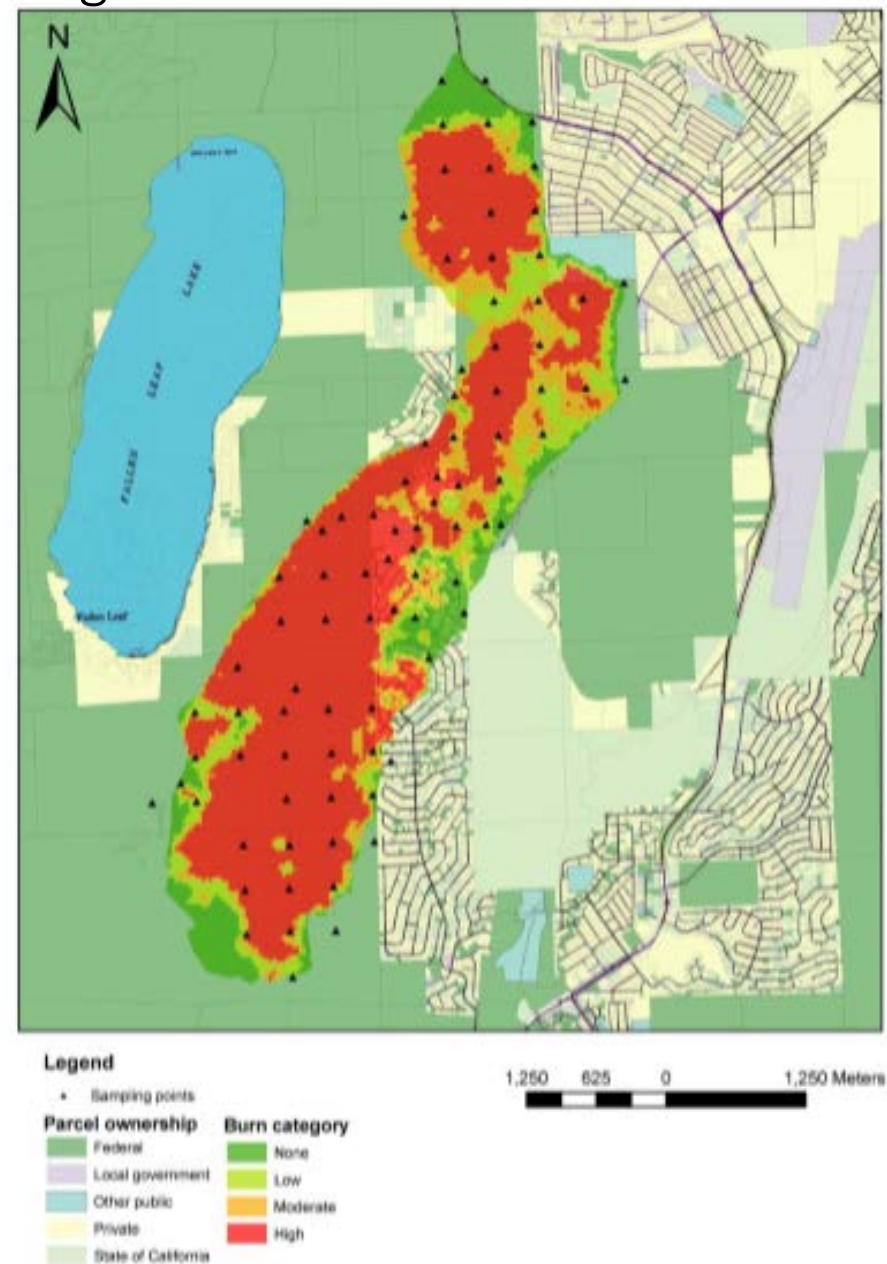 N
LAKE
LEAF
FALLEN
Fallen Leaf
Legend
Sampling points
Parcel ownership
Federal
Local government
Other public
Private
State of California
Burn category
None
Low
Moderate
High
1,250 625 0 1,250 Meters